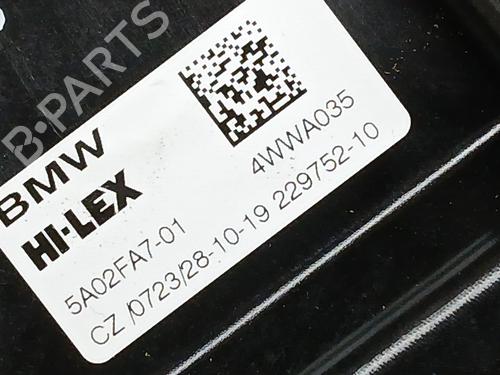 B-PARTS
BMW
HI-LEX
4WWA035
5A02FA7-01
CZ /0723/28-10-19 229752-10